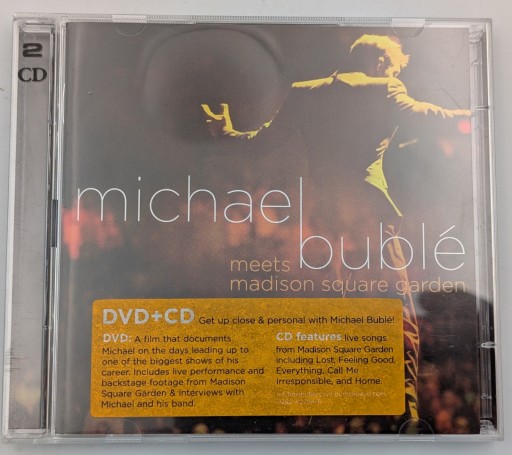 2
CD
michael
bublé
meets
madison square garden
DVD+CD Get up close & personal with Michael Bublé!
DVD: A film that documents
Michael on the days leading up to
one of the biggest shows of his
career. Includes live performance and
backstage footage from Madison
Square Garden & interviews with
Michael and his band.
CD features live songs
from Madison Square Garden
including Lost, Feeling Good,
Everything, Call Me
Irresponsible, and Home.